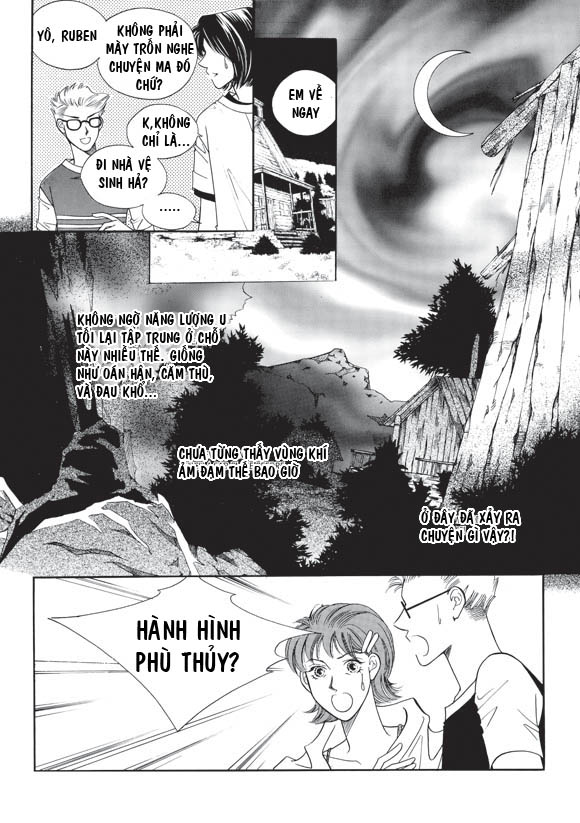 YÔ, RUBEN
KHÔNG PHẢI
MÀY TRỐN NGHE
CHUYỆN MA ĐÓ
CHỨ?
K,KHÔNG
CHỈ LÀ...
ĐI NHÀ VỆ
SINH HẢ?
.....
EM VỀ
NGAY
KHÔNG NGỜ NĂNG LƯỢNG U
TỐI LẠI TẬP TRUNG Ở CHỖ
NÀY NHIỀU THẾ. GIỐNG
NHƯ OÁN HẬN, CĂM THÙ,
VÀ ĐAU KHỔ...
CHƯA TỪNG THẤY VÙNG KHÍ
ẢM ĐẠM THẾ BAO GIỜ
Ở ĐÂY ĐÃ XẢY RA
CHUYỆN GÌ VẬY?!
HÀNH HÌNH
PHÙ THỦY?